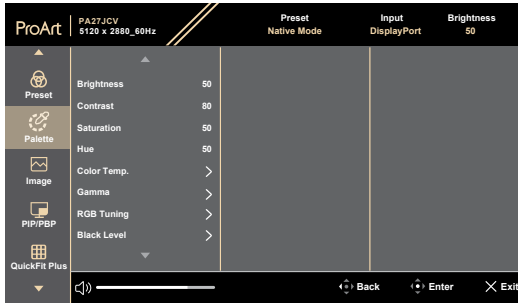 ProArt
PA27JCV
5120 x 2880_60Hz
Preset
Native Mode
Input
DisplayPort
Brightness
50
Preset
Palette
Image
PIP/PBP
QuickFit Plus
Brightness 50
Contrast 80
Saturation 50
Hue 50
Color Temp.
Gamma
RGB Tuning
Black Level
Back
Enter
Exit